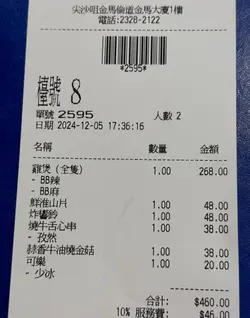 尖沙咀金馬倫道金馬大廈1樓
電話:2328-2122
*2595*
檯號 8
單號 2595 人數 2
日期 2024-12-05 17:36:16
名稱 數量 金額
雞煲 (全隻) 1.00 268.00
- BB辣
- BB麻
鮮淮山片 1.00 48.00
炸響鈴 1.00 38.00
燒牛舌心串 1.00 48.00
- 孜然
蒜香牛油燒金菇 1.00 38.00
可樂 1.00 20.00
- 少冰
合計: $460.00
10% 服務費: $46.00